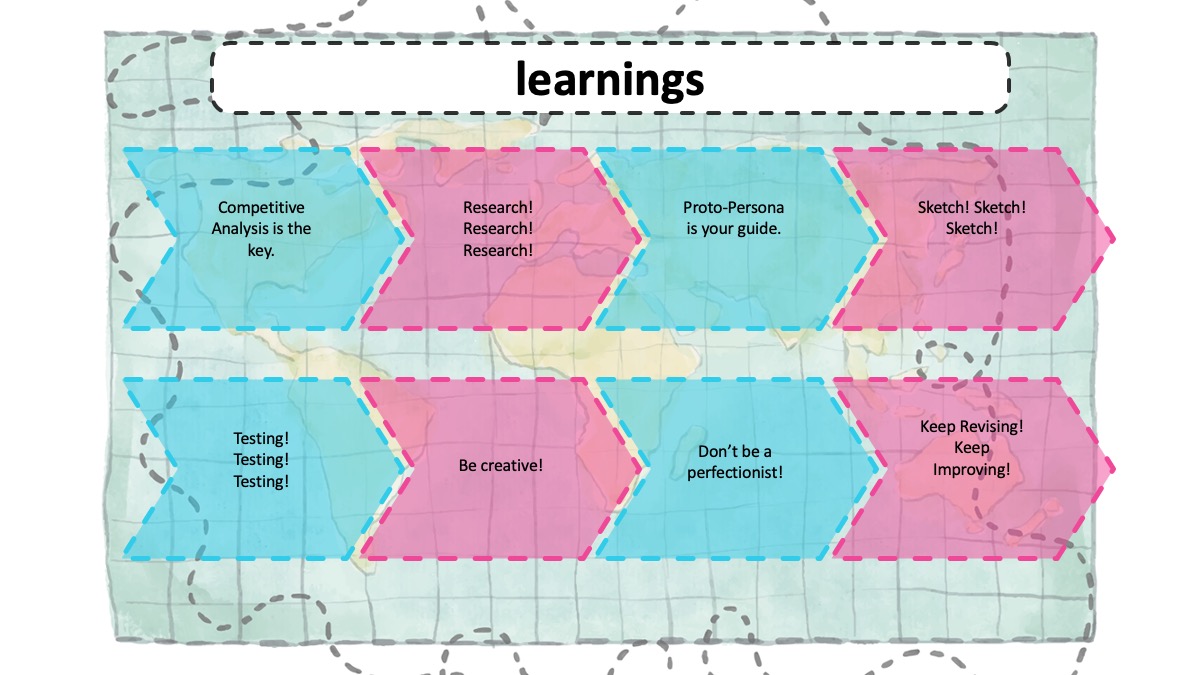 learnings
Competitive
Analysis is the
key.
Research!
Research!
Research!
Proto-Persona
is your guide.
Sketch! Sketch!
Sketch!
Testing!
Testing!
Testing!
Be creative!
Don’t be a
perfectionist!
Keep Revising!
Keep
Improving!